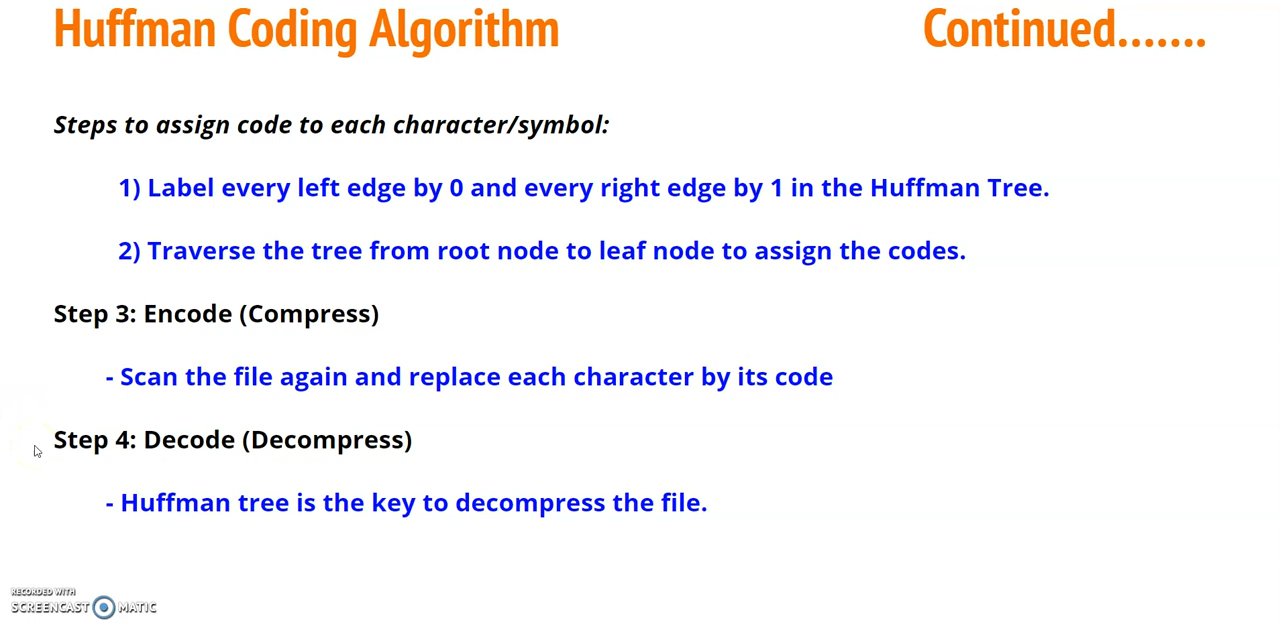 Huffman Coding Algorithm Continued.......
Steps to assign code to each character/symbol:
1) Label every left edge by 0 and every right edge by 1 in the Huffman Tree.
2) Traverse the tree from root node to leaf node to assign the codes.
Step 3: Encode (Compress)
- Scan the file again and replace each character by its code
Step 4: Decode (Decompress)
- Huffman tree is the key to decompress the file.
RECORDED WITH
SCREENCAST MATIC